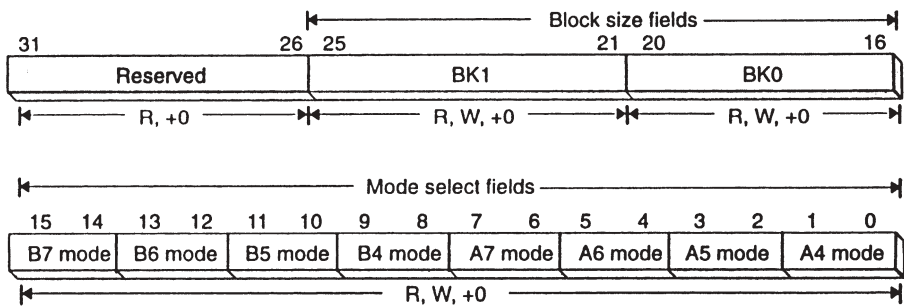 Block size fields
31 26 25 21 20 16
Reserved BK1 BK0
R, +0 R, W, +0 R, W, +0
Mode select fields
15 14 13 12 11 10 9 8 7 6 5 4 3 2 1 0
B7 mode B6 mode B5 mode B4 mode A7 mode A6 mode A5 mode A4 mode
R, W, +0